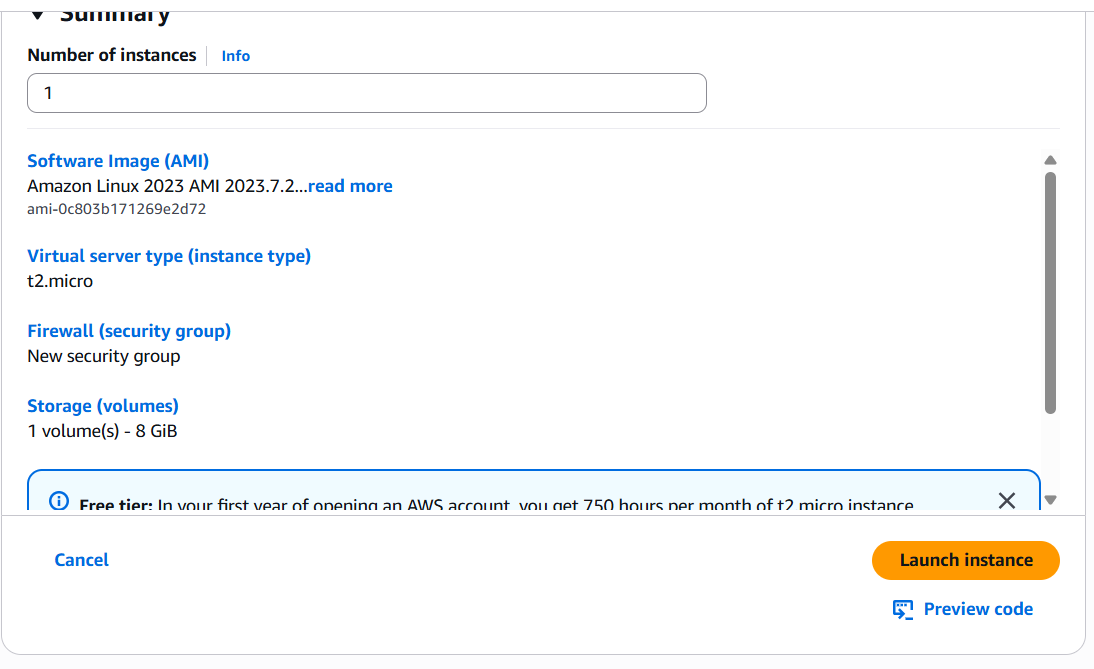 Summary
Number of instances Info
1
Software Image (AMI)
Amazon Linux 2023 AMI 2023.7.2...read more
ami-0c803b171269e2d72
Virtual server type (instance type)
t2.micro
Firewall (security group)
New security group
Storage (volumes)
1 volume(s) - 8 GiB
Free tier: In your first year of opening an AWS account, you get 750 hours per month of t2.micro instance
Cancel
Launch instance
Preview code